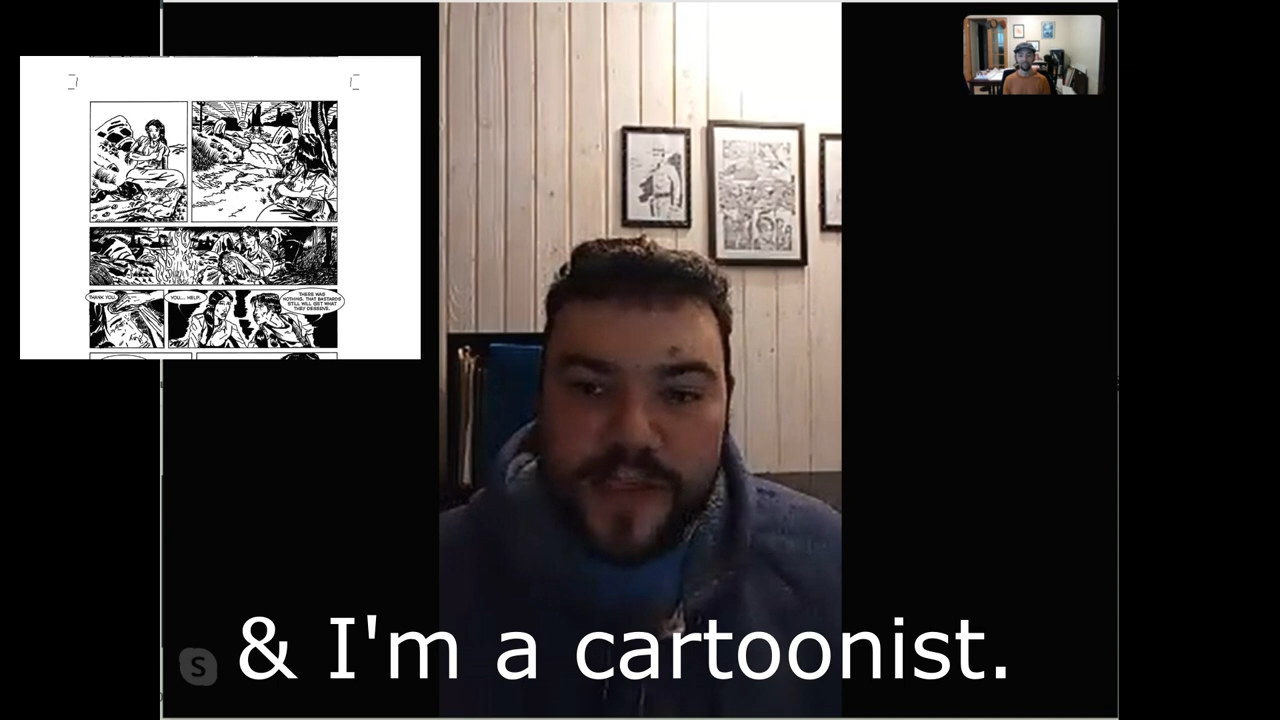 THANK YOU.
YOU... HELP.
THERE WAS
NOTHING. THAT BASTARDS
STILL WILL GET WHAT
THEY DESERVE.
S
& I'm a cartoonist.